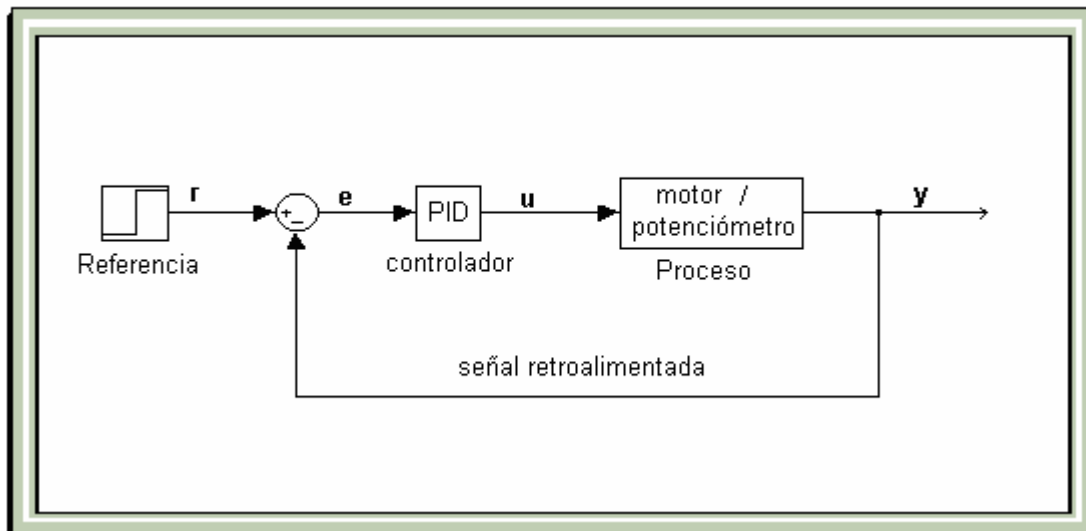 r
e
u
y
+
−
PID
motor /
potenciómetro
Referencia
controlador
Proceso
señal retroalimentada